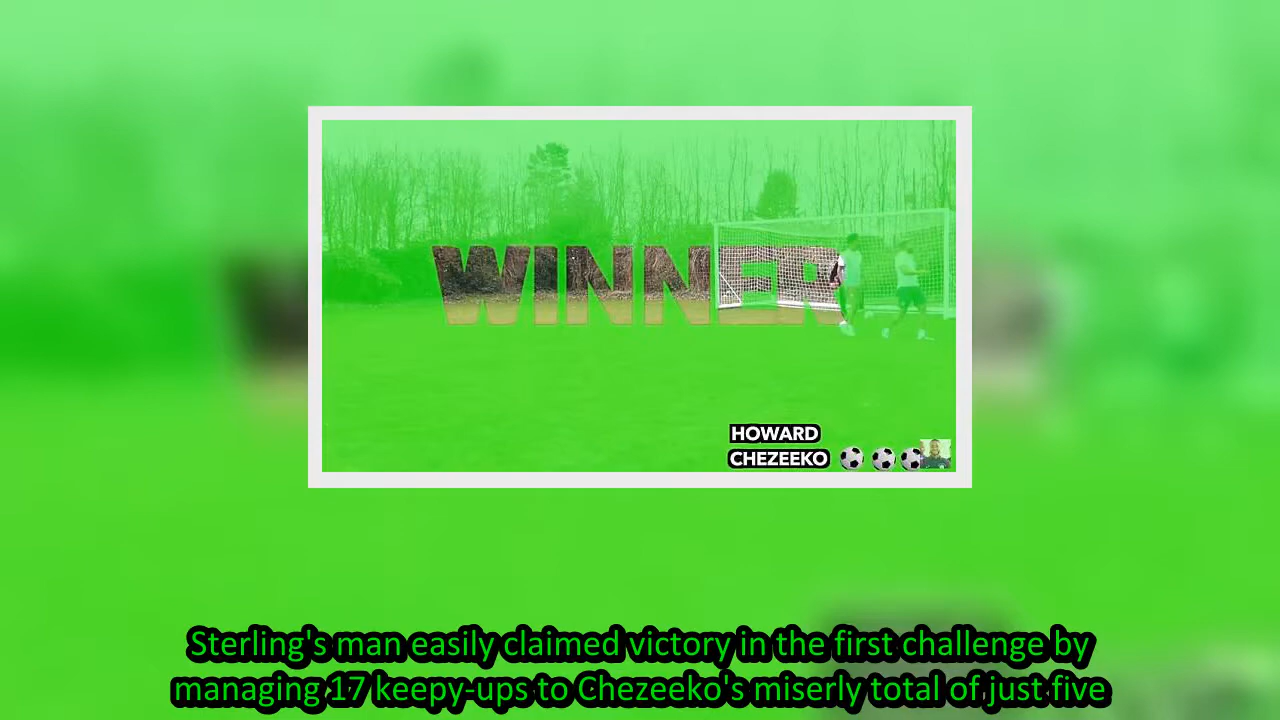 WINNER
HOWARD
CHEZEEKO
Sterling's man easily claimed victory in the first challenge by
managing 17 keepy-ups to Chezeeko's miserly total of just five